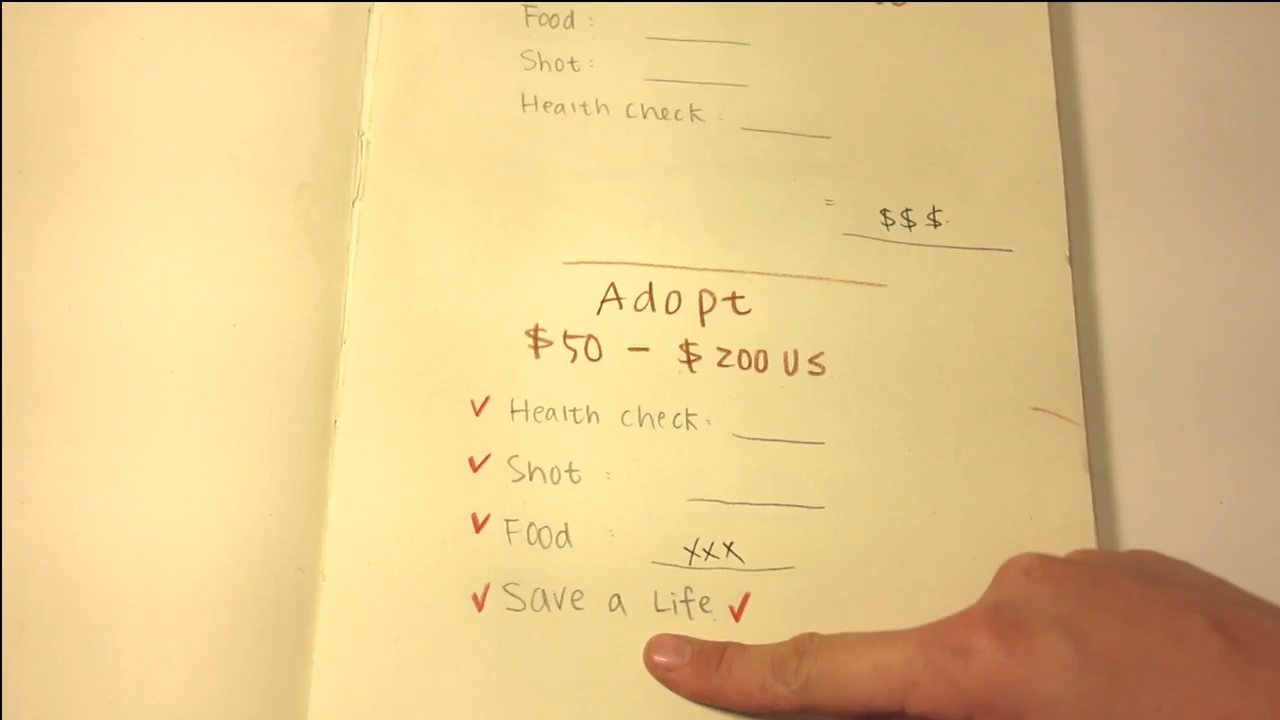 Food :
Shot :
Health check :
= $$$
Adopt
$50 - $200 US
✓ Health check:
✓ Shot :
✓ Food : xxx
✓ Save a Life ✓